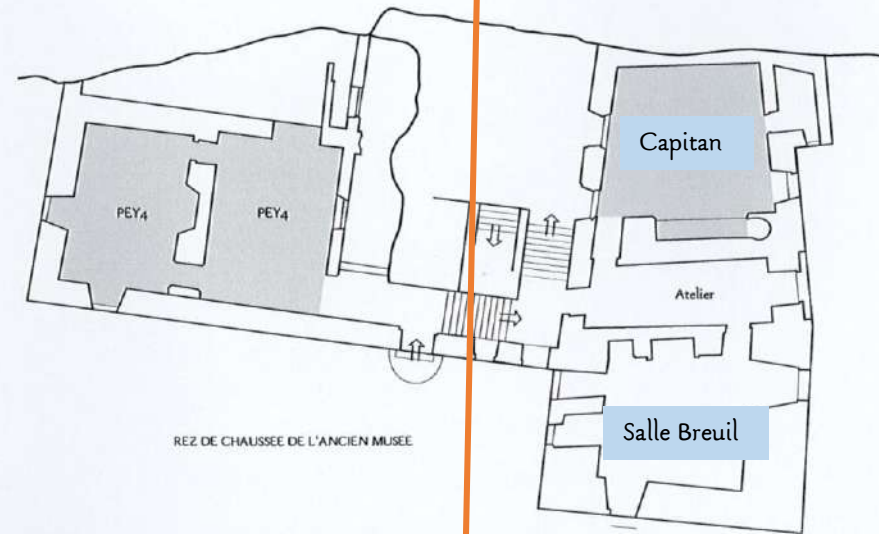 Capitan
PEY4
PEY4
Atelier
Salle Breuil
REZ DE CHAUSSEE DE L'ANCIEN MUSEE